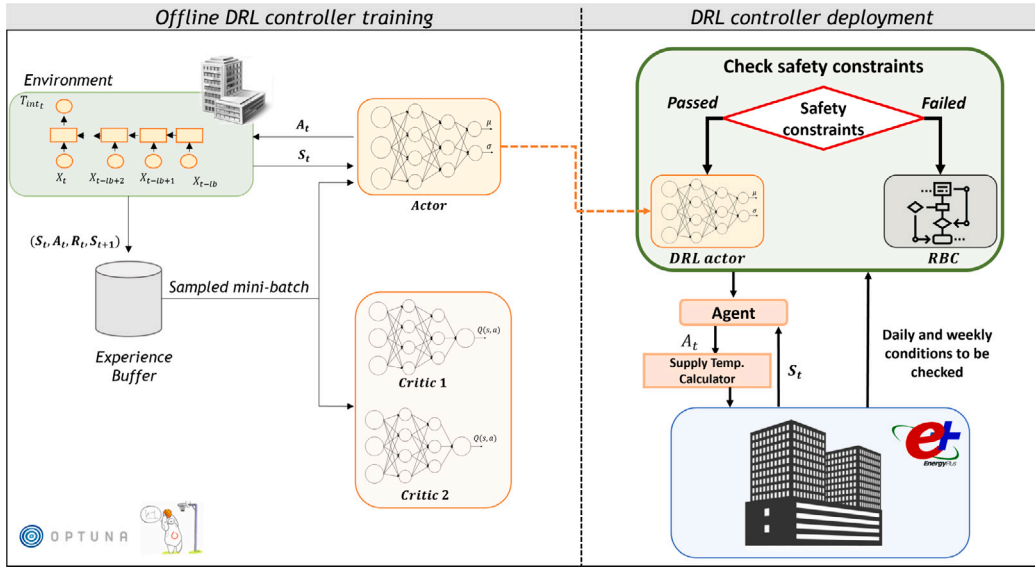 Offline DRL controller training
DRL controller deployment
Environment
T_int_t
X_t
X_t-lb+2
X_t-lb+1
X_t-lb
A_t
S_t
μ
σ
Actor
(S_t, A_t, R_t, S_t+1)
Sampled mini-batch
Experience
Buffer
Q(s, a)
Critic 1
Q(s, a)
Critic 2
OPTUNA
Check safety constraints
Passed
Failed
Safety
constraints
μ
σ
DRL actor
RBC
Agent
A_t
Supply Temp.
Calculator
S_t
Daily and weekly
conditions to be
checked
e+
EnergyPlus